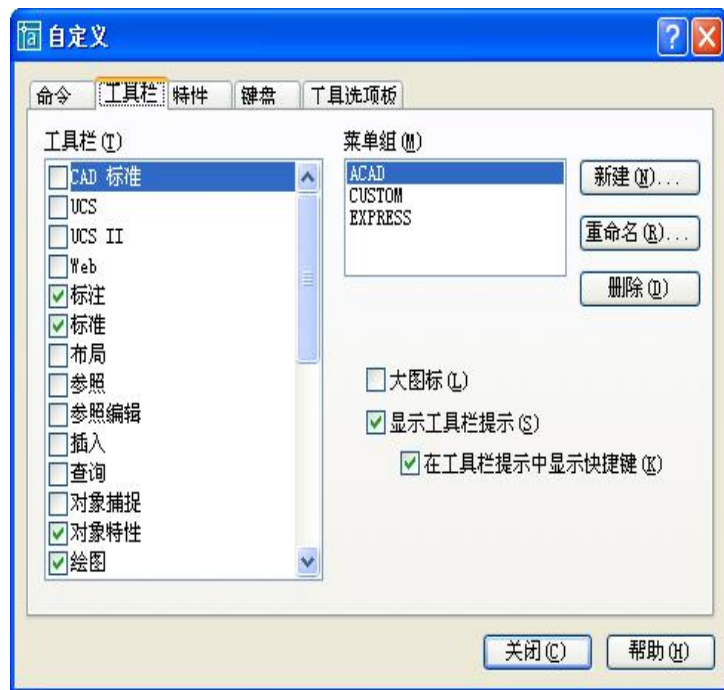 自定义
命令 工具栏 特性 键盘 工具选项板
工具栏(T)
CAD 标准
UCS
UCS II
Web
标注
标准
布局
参照
参照编辑
插入
查询
对象捕捉
对象特性
绘图
菜单组(M)
ACAD
CUSTOM
EXPRESS
新建(N)...
重命名(R)...
删除(D)
大图标(L)
显示工具栏提示(S)
在工具栏提示中显示快捷键(K)
关闭(C)
帮助(H)